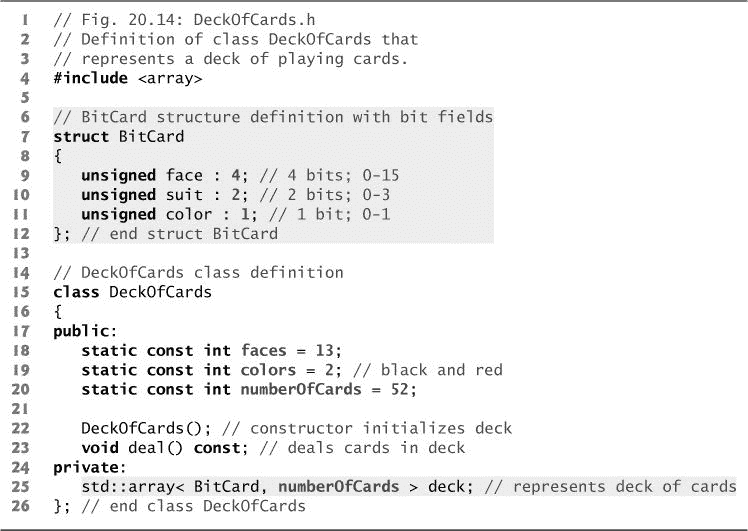 1 // Fig. 20.14: DeckOfCards.h
2 // Definition of class DeckOfCards that
3 // represents a deck of playing cards.
4 #include <array>
5
6 // BitCard structure definition with bit fields
7 struct BitCard
8 {
9    unsigned face : 4; // 4 bits; 0-15
10    unsigned suit : 2; // 2 bits; 0-3
11    unsigned color : 1; // 1 bit; 0-1
12 }; // end struct BitCard
13
14 // DeckOfCards class definition
15 class DeckOfCards
16 {
17 public:
18    static const int faces = 13;
19    static const int colors = 2; // black and red
20    static const int numberOfCards = 52;
21
22    DeckOfCards(); // constructor initializes deck
23    void deal() const; // deals cards in deck
24 private:
25    std::array< BitCard, numberOfCards > deck; // represents deck of cards
26 }; // end class DeckOfCards